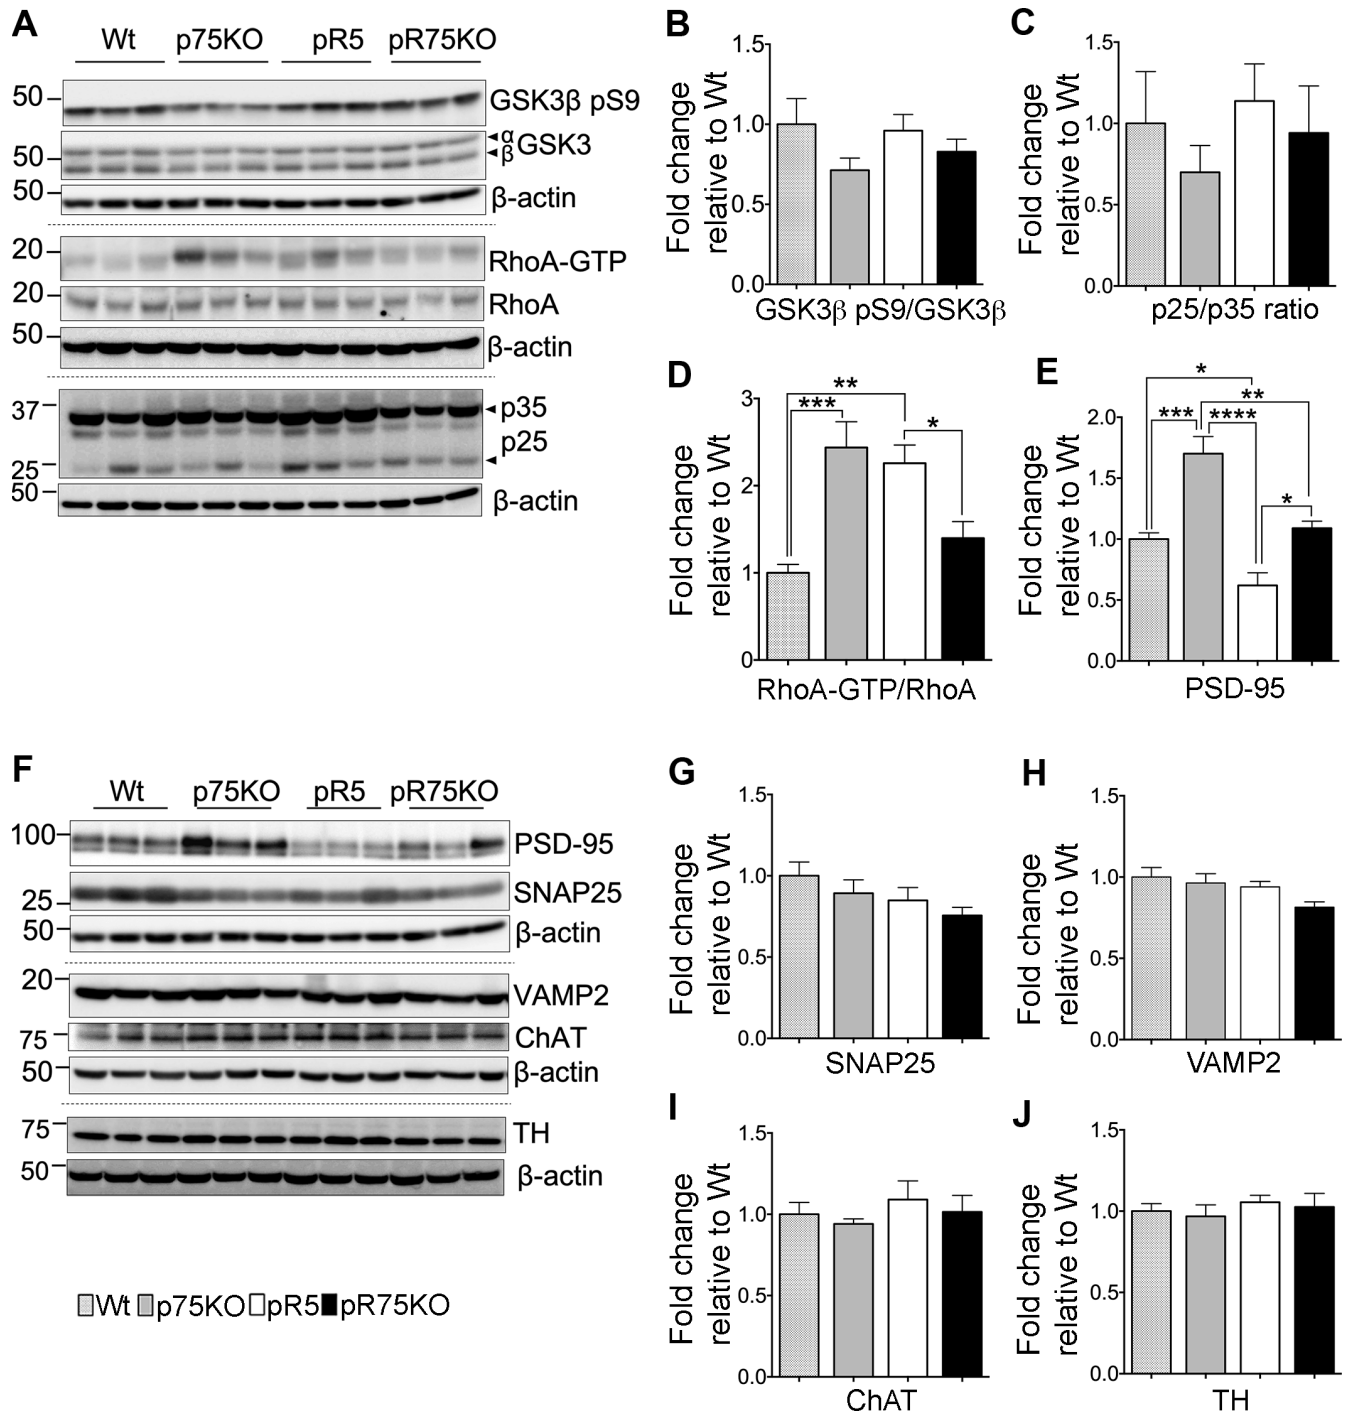 A
Wt p75KO pR5 pR75KO
50 GSK3β pS9
α
50 β GSK3
50 β-actin
20 RhoA-GTP
20 RhoA
50 β-actin
37 p35
p25
25
50 β-actin
B
Fold change
relative to Wt
1.5
1.0
0.5
0.0
GSK3β pS9/GSK3β
C
Fold change
relative to Wt
1.5
1.0
0.5
0.0
p25/p35 ratio
D
Fold change
relative to Wt
**
***
*
3
2
1
0
RhoA-GTP/RhoA
E
Fold change
relative to Wt
*
**
*** ****
*
2.0
1.5
1.0
0.5
0.0
PSD-95
F
Wt p75KO pR5 pR75KO
100 PSD-95
25 SNAP25
50 β-actin
20 VAMP2
75 ChAT
50 β-actin
75 TH
50 β-actin
Wt p75KO pR5 pR75KO
G
Fold change
relative to Wt
1.5
1.0
0.5
0.0
SNAP25
H
Fold change
relative to Wt
1.5
1.0
0.5
0.0
VAMP2
I
Fold change
relative to Wt
1.5
1.0
0.5
0.0
ChAT
J
Fold change
relative to Wt
1.5
1.0
0.5
0.0
TH